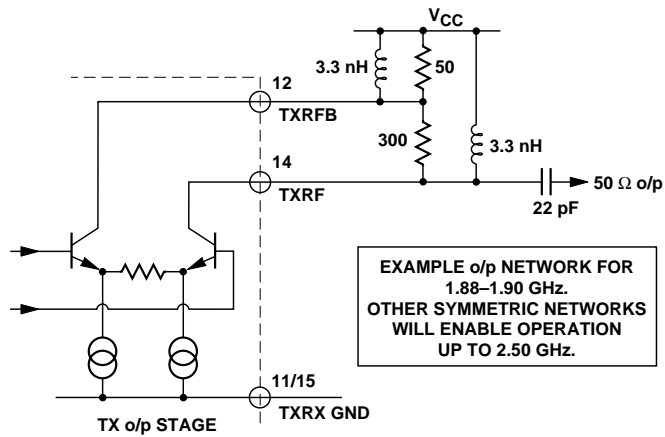 VCC
3.3 nH
50
12
TXRFB
300
3.3 nH
14
TXRF
22 pF
50 Ω o/p
EXAMPLE o/p NETWORK FOR
1.88–1.90 GHz.
OTHER SYMMETRIC NETWORKS
WILL ENABLE OPERATION
UP TO 2.50 GHz.
11/15
TXRX GND
TX o/p STAGE